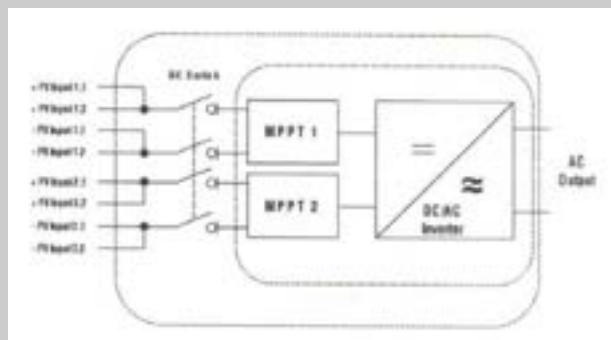 DC Switch
+ PV Input 1.1
+ PV Input 1.2
- PV Input 1.1
- PV Input 1.2
+ PV Input 2.1
+ PV Input 2.2
- PV Input 2.1
- PV Input 2.2
MPPT 1
MPPT 2
DC/AC
Inverter
AC
Output